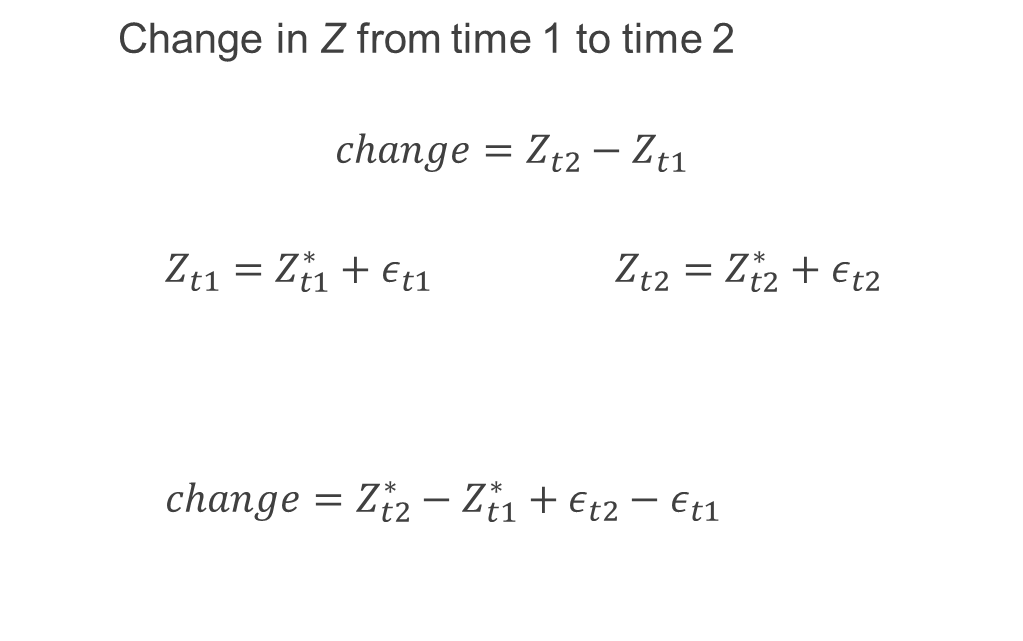 Change in Z from time 1 to time 2
change = Z_{t2} − Z_{t1}
Z_{t1} = Z^*_{t1} + ϵ_{t1} Z_{t2} = Z^*_{t2} + ϵ_{t2}
change = Z^*_{t2} − Z^*_{t1} + ϵ_{t2} − ϵ_{t1}